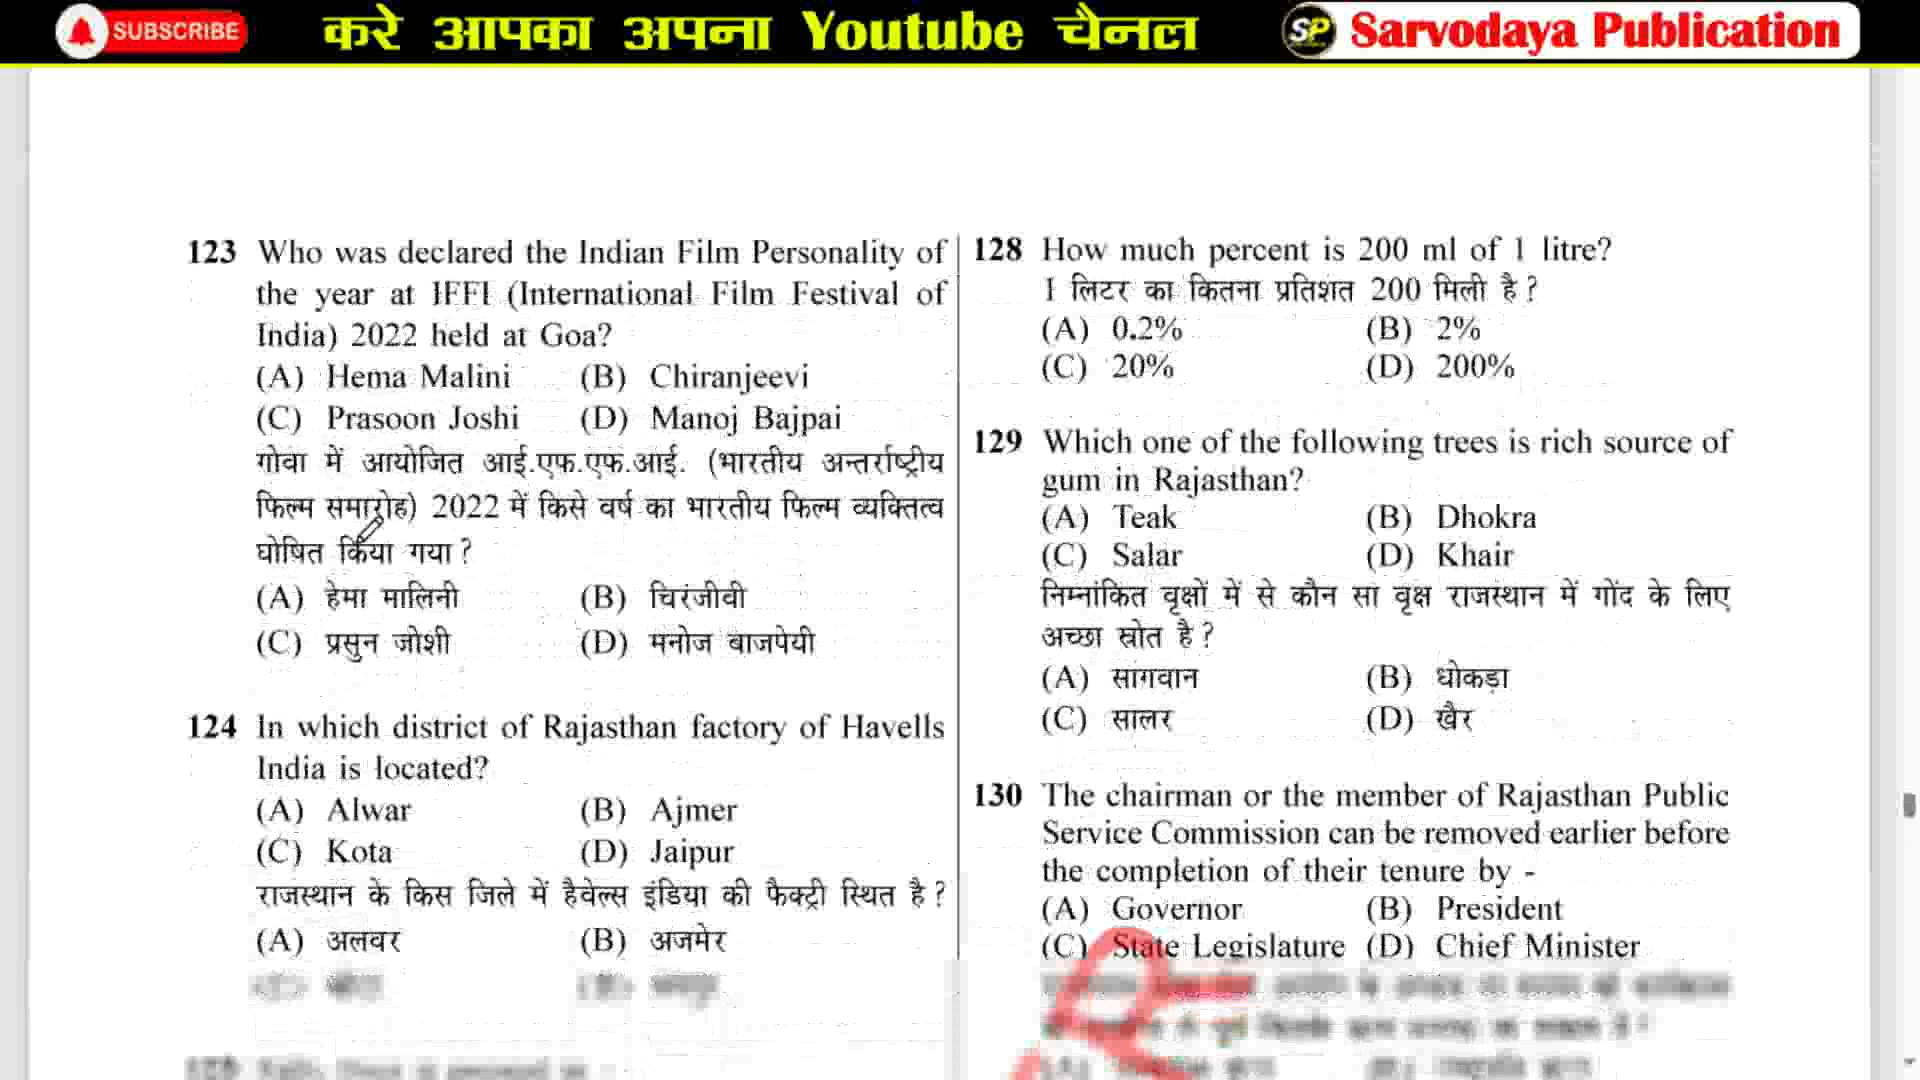 SUBSCRIBE करे आपका अपना Youtube चैनल SP Sarvodaya Publication
123 Who was declared the Indian Film Personality of
the year at IFFI (International Film Festival of
India) 2022 held at Goa?
(A) Hema Malini (B) Chiranjeevi
(C) Prasoon Joshi (D) Manoj Bajpai
गोवा में आयोजित आई.एफ.एफ.आई. (भारतीय अन्तर्राष्ट्रीय
फिल्म समारोह) 2022 में किसे वर्ष का भारतीय फिल्म व्यक्तित्व
घोषित किया गया ?
(A) हेमा मालिनी (B) चिरंजीवी
(C) प्रसुन जोशी (D) मनोज बाजपेयी
124 In which district of Rajasthan factory of Havells
India is located?
(A) Alwar (B) Ajmer
(C) Kota (D) Jaipur
राजस्थान के किस जिले में हैवेल्स इंडिया की फैक्ट्री स्थित है ?
(A) अलवर (B) अजमेर
128 How much percent is 200 ml of 1 litre?
1 लिटर का कितना प्रतिशत 200 मिली है ?
(A) 0.2% (B) 2%
(C) 20% (D) 200%
129 Which one of the following trees is rich source of
gum in Rajasthan?
(A) Teak (B) Dhokra
(C) Salar (D) Khair
निम्नांकित वृक्षों में से कौन सा वृक्ष राजस्थान में गोंद के लिए
अच्छा स्रोत है ?
(A) सागवान (B) धोकड़ा
(C) सालर (D) खैर
130 The chairman or the member of Rajasthan Public
Service Commission can be removed earlier before
the completion of their tenure by -
(A) Governor (B) President
(C) State Legislature (D) Chief Minister